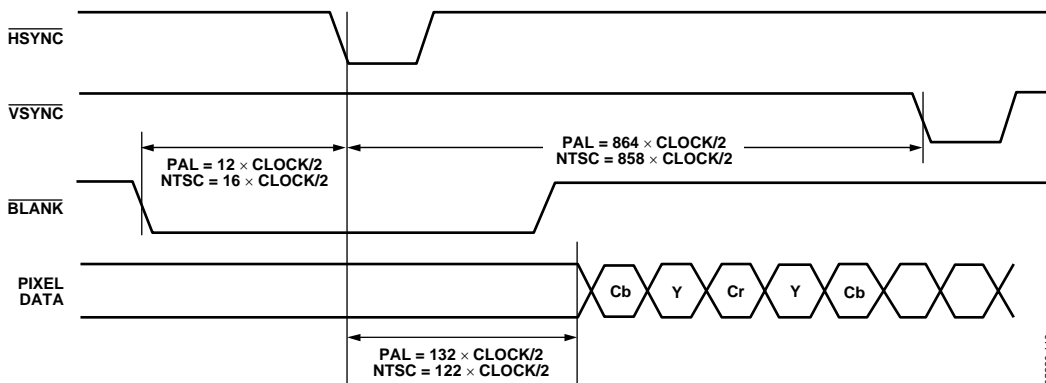 HSYNC
VSYNC
PAL = 864 × CLOCK/2
NTSC = 858 × CLOCK/2
PAL = 12 × CLOCK/2
NTSC = 16 × CLOCK/2
BLANK
PIXEL
DATA
Cb Y Cr Y Cb
PAL = 132 × CLOCK/2
NTSC = 122 × CLOCK/2